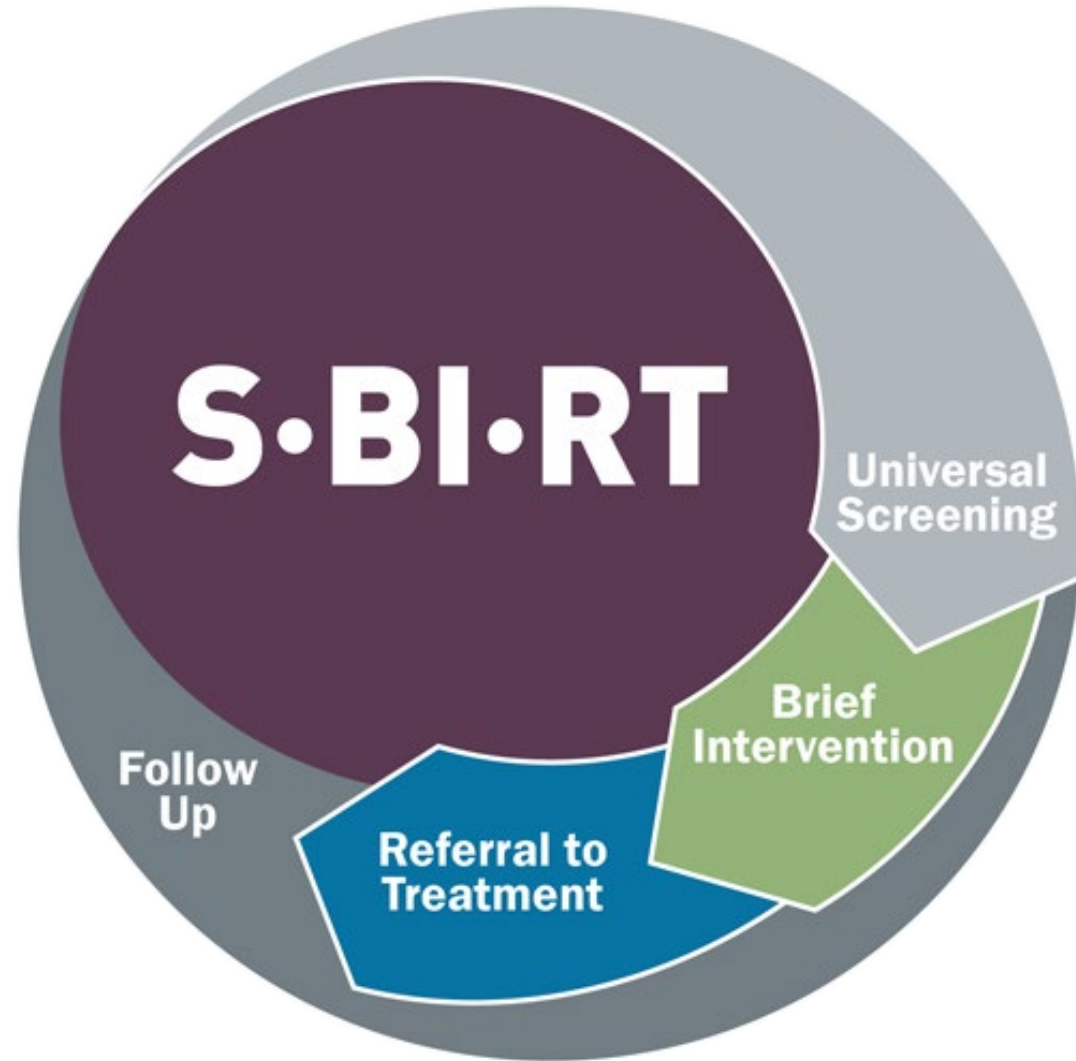 S•BI•RT
Universal
Screening
Brief
Intervention
Referral to
Treatment
Follow
Up